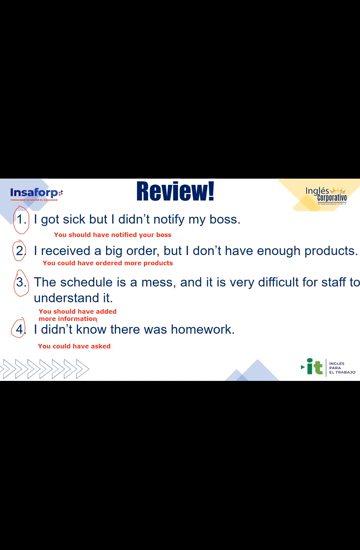 Insaforp
Review!
Inglés
Corporativo
1. I got sick but I didn't notify my boss.
You should have notified your boss
2. I received a big order, but I don't have enough products.
You could have ordered more products
3. The schedule is a mess, and it is very difficult for staff to
understand it.
You should have added
more information
4. I didn't know there was homework.
You could have asked
it
INGLÉS
PARA
EL TRABAJO